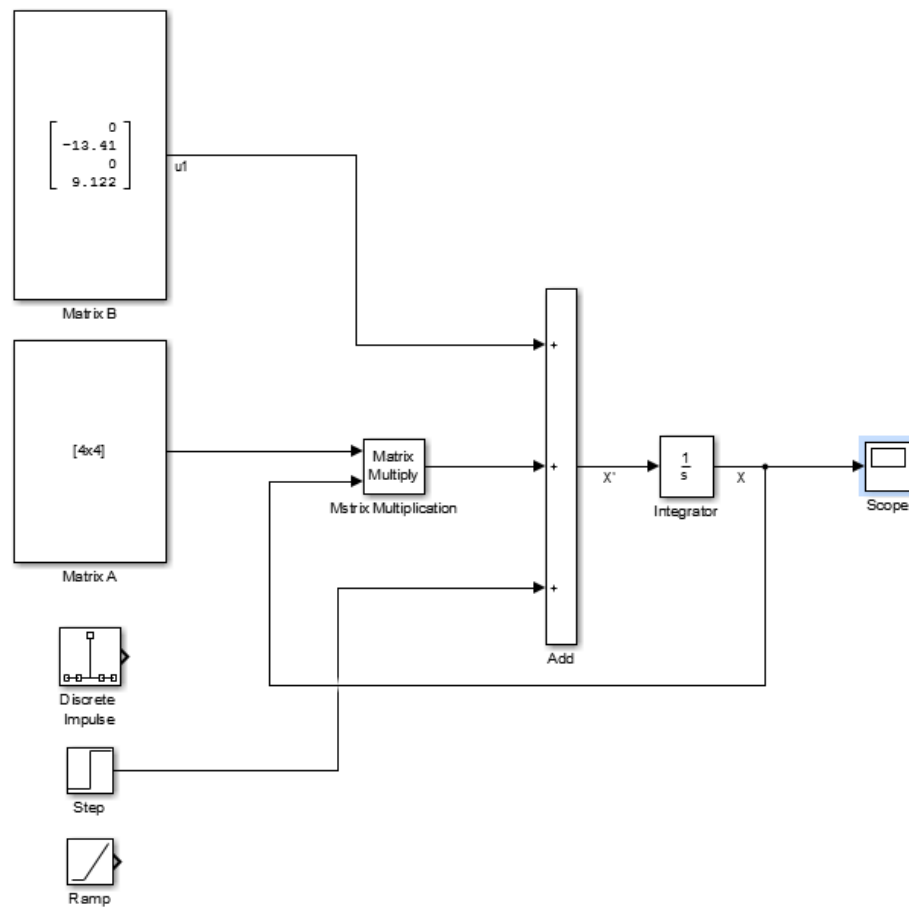 0
-13.41
0
9.122
u1
Matrix B
[4x4]
Matrix A
Matrix
Multiply
Mstrix Multiplication
+
+
+
Add
X`
1
s
Integrator
X
Scope
Discrete
Impulse
Step
Ramp